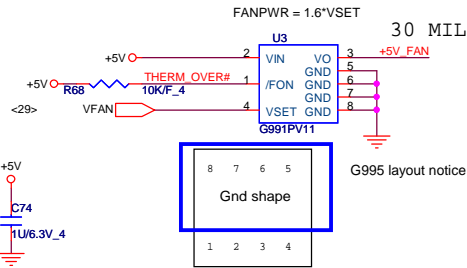 FANPWR = 1.6*VSET
30 MIL
U3
+5V
2
VIN
VO
3
+5V_FAN
GND
5
+5V
R68
10K/F_4
THERM_OVER#
1
/FON
GND
6
GND
7
<29>
VFAN
4
VSET
GND
8
G991PV11
G995 layout notice
8 7 6 5
Gnd shape
1 2 3 4
+5V
C74
1U/6.3V_4